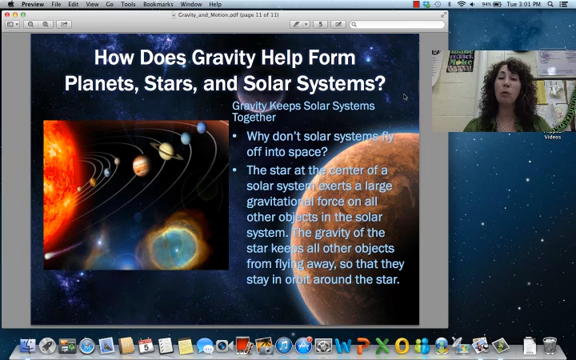 Preview File Edit View Go Tools Bookmarks Window Help
94% Tue 3:01 PM
Gravity_and_Motion.pdf (page 11 of 11)
How Does Gravity Help Form
Planets, Stars, and Solar Systems?
Gravity Keeps Solar Systems
Together
• Why don't solar systems fly
off into space?
• The star at the center of a
solar system exerts a large
gravitational force on all
other objects in the solar
system. The gravity of the
star keeps all other objects
from flying away, so that they
stay in orbit around the star.
Videos